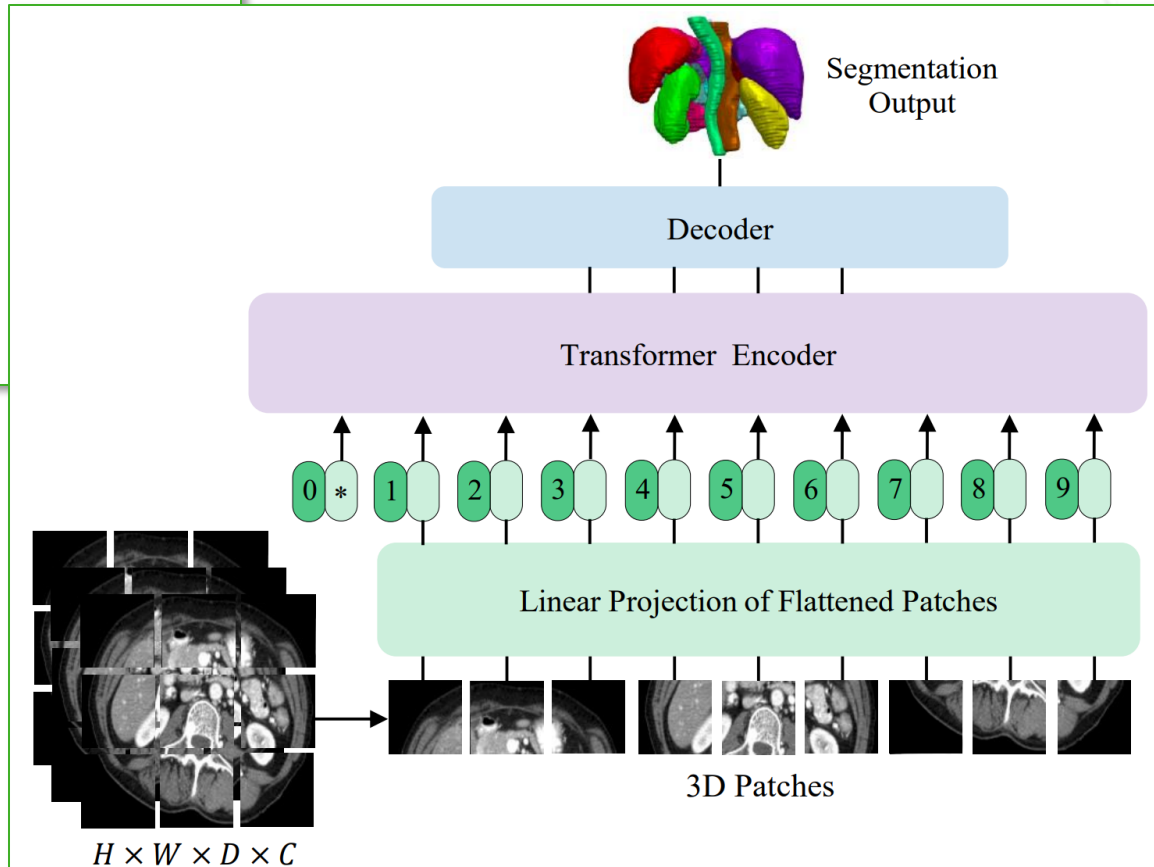 Segmentation
Output
Decoder
Transformer Encoder
0 * 1 2 3 4 5 6 7 8 9
Linear Projection of Flattened Patches
3D Patches
H × W × D × C